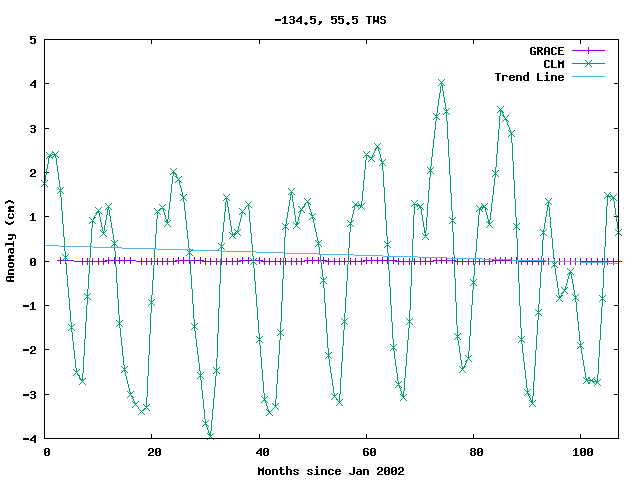 -134.5, 55.5 TWS
GRACE
CLM
Trend Line
5
4
3
2
1
0
-1
-2
-3
-4
Anomaly (cm)
0 20 40 60 80 100
Months since Jan 2002